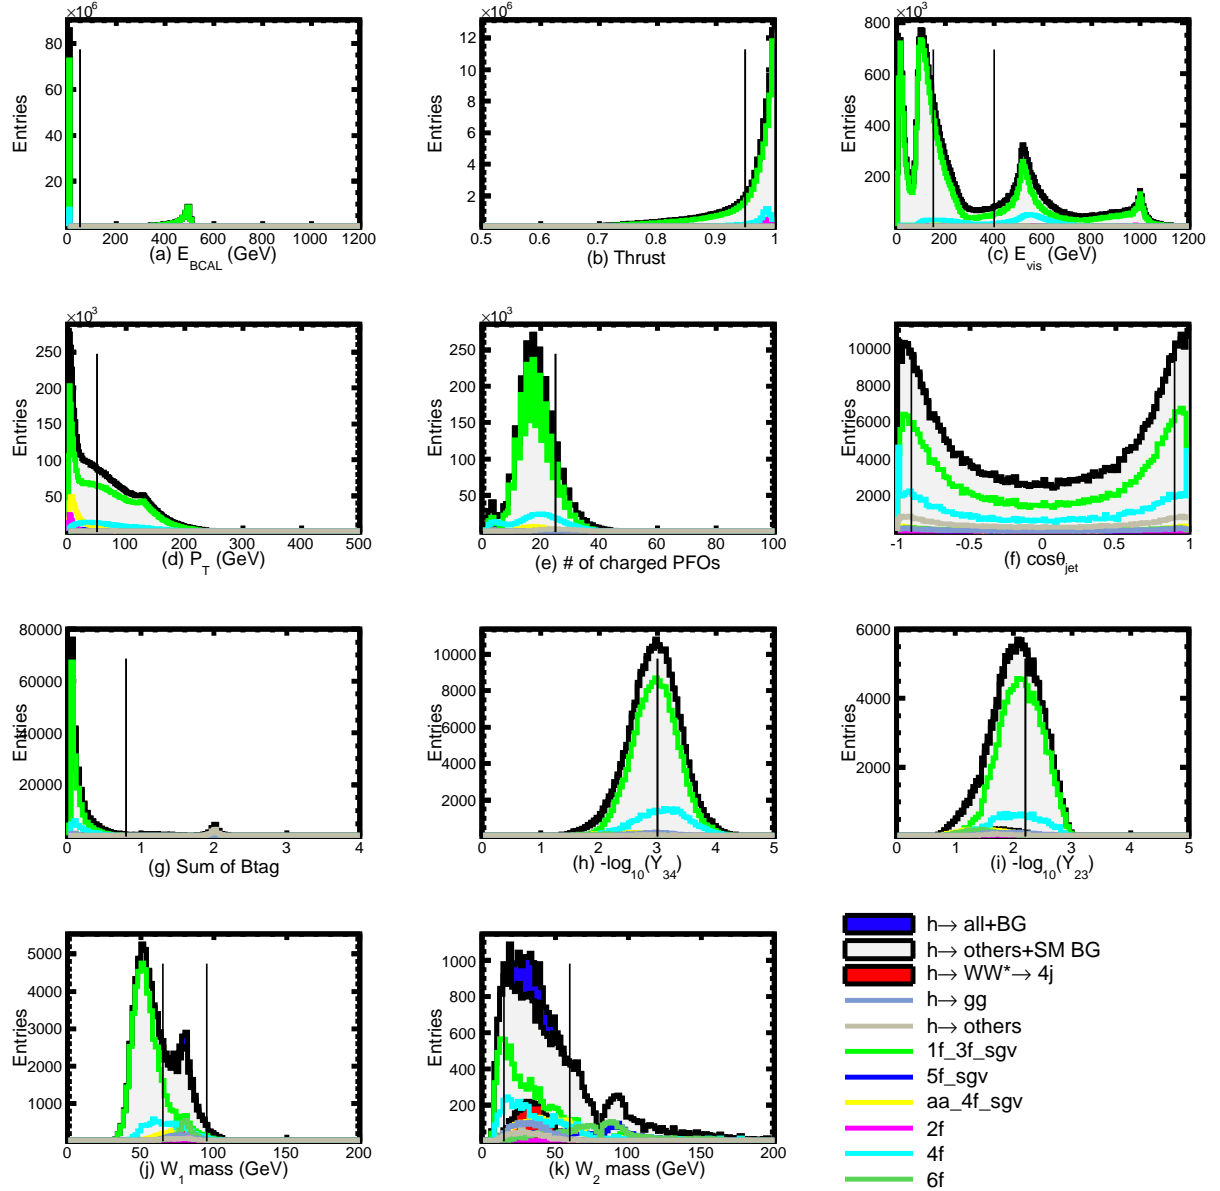 ×10⁶
80
60
40
20
0 200 400 600 800 1000 1200
Entries
(a) E_BCAL (GeV)
×10⁶
12
10
8
6
4
2
0.5 0.6 0.7 0.8 0.9 1
Entries
(b) Thrust
×10³
800
600
400
200
0 200 400 600 800 1000 1200
Entries
(c) E_vis (GeV)
×10³
250
200
150
100
50
0 100 200 300 400 500
Entries
(d) P_T (GeV)
×10³
250
200
150
100
50
0 20 40 60 80 100
Entries
(e) # of charged PFOs
10000
8000
6000
4000
2000
-1 -0.5 0 0.5 1
Entries
(f) cosθ_jet
80000
60000
40000
20000
0 1 2 3 4
Entries
(g) Sum of Btag
10000
8000
6000
4000
2000
0 1 2 3 4 5
Entries
(h) -log₁₀(Y₃₄)
6000
4000
2000
0 1 2 3 4 5
Entries
(i) -log₁₀(Y₂₃)
5000
4000
3000
2000
1000
0 50 100 150 200
Entries
(j) W₁ mass (GeV)
1000
800
600
400
200
0 50 100 150 200
Entries
(k) W₂ mass (GeV)
h→ all+BG
h→ others+SM BG
h→ WW*→ 4j
h→ gg
h→ others
1f_3f_sgv
5f_sgv
aa_4f_sgv
2f
4f
6f